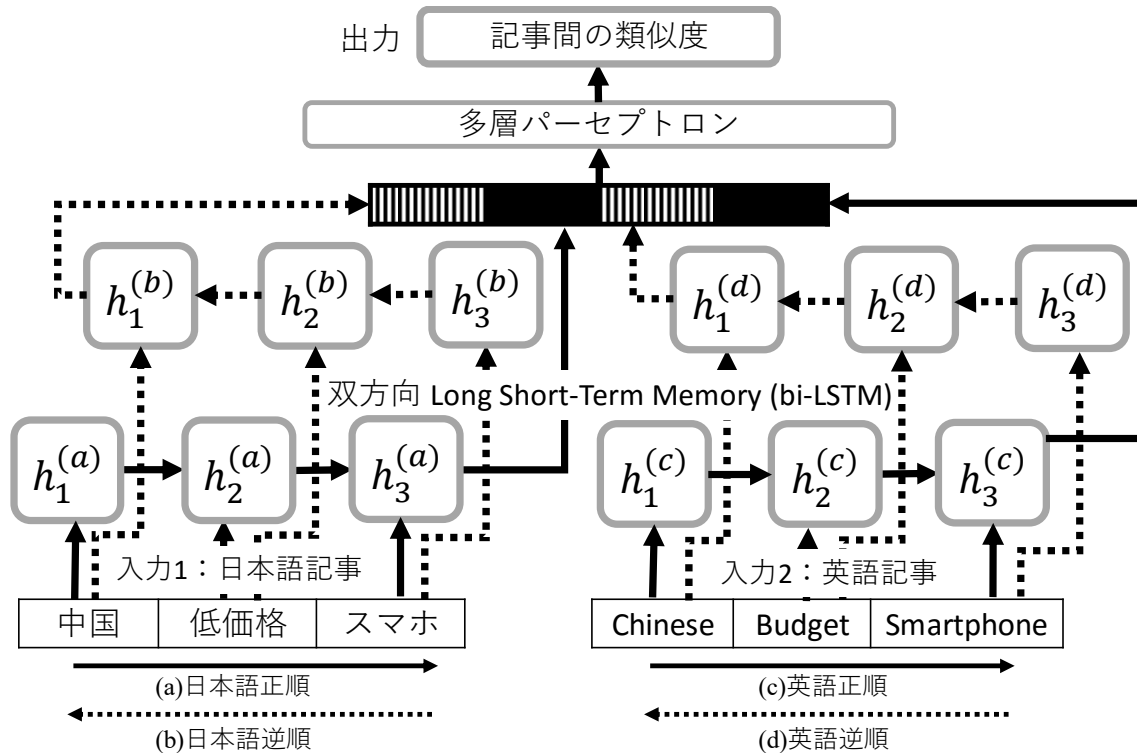 出力
記事間の類似度
多層パーセプトロン
h_1^{(b)} h_2^{(b)} h_3^{(b)}
h_1^{(d)} h_2^{(d)} h_3^{(d)}
双方向 Long Short-Term Memory (bi-LSTM)
h_1^{(a)} h_2^{(a)} h_3^{(a)}
h_1^{(c)} h_2^{(c)} h_3^{(c)}
入力1：日本語記事
入力2：英語記事
中国 低価格 スマホ
Chinese Budget Smartphone
(a)日本語正順
(c)英語正順
(b)日本語逆順
(d)英語逆順